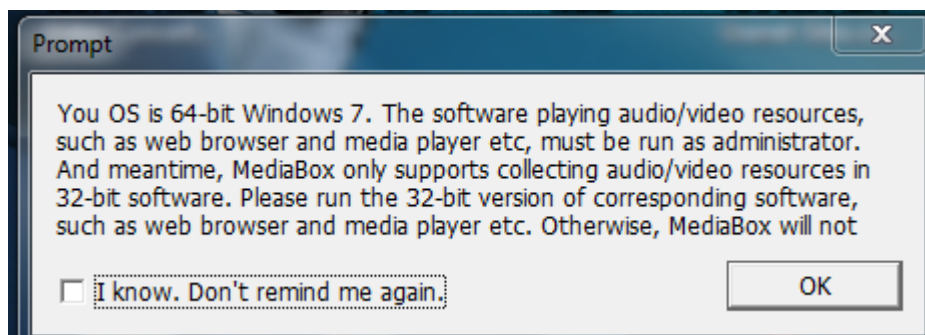 Prompt
x
You OS is 64-bit Windows 7. The software playing audio/video resources,
such as web browser and media player etc, must be run as administrator.
And meantime, MediaBox only supports collecting audio/video resources in
32-bit software. Please run the 32-bit version of corresponding software,
such as web browser and media player etc. Otherwise, MediaBox will not
I know. Don't remind me again.
OK